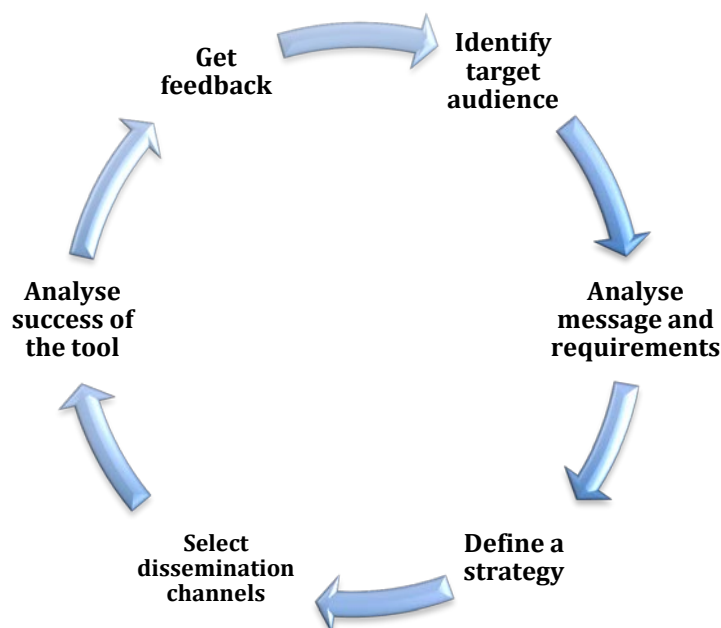 Get
feedback
Identify
target
audience
Analyse
message and
requirements
Define a
strategy
Select
dissemination
channels
Analyse
success of
the tool